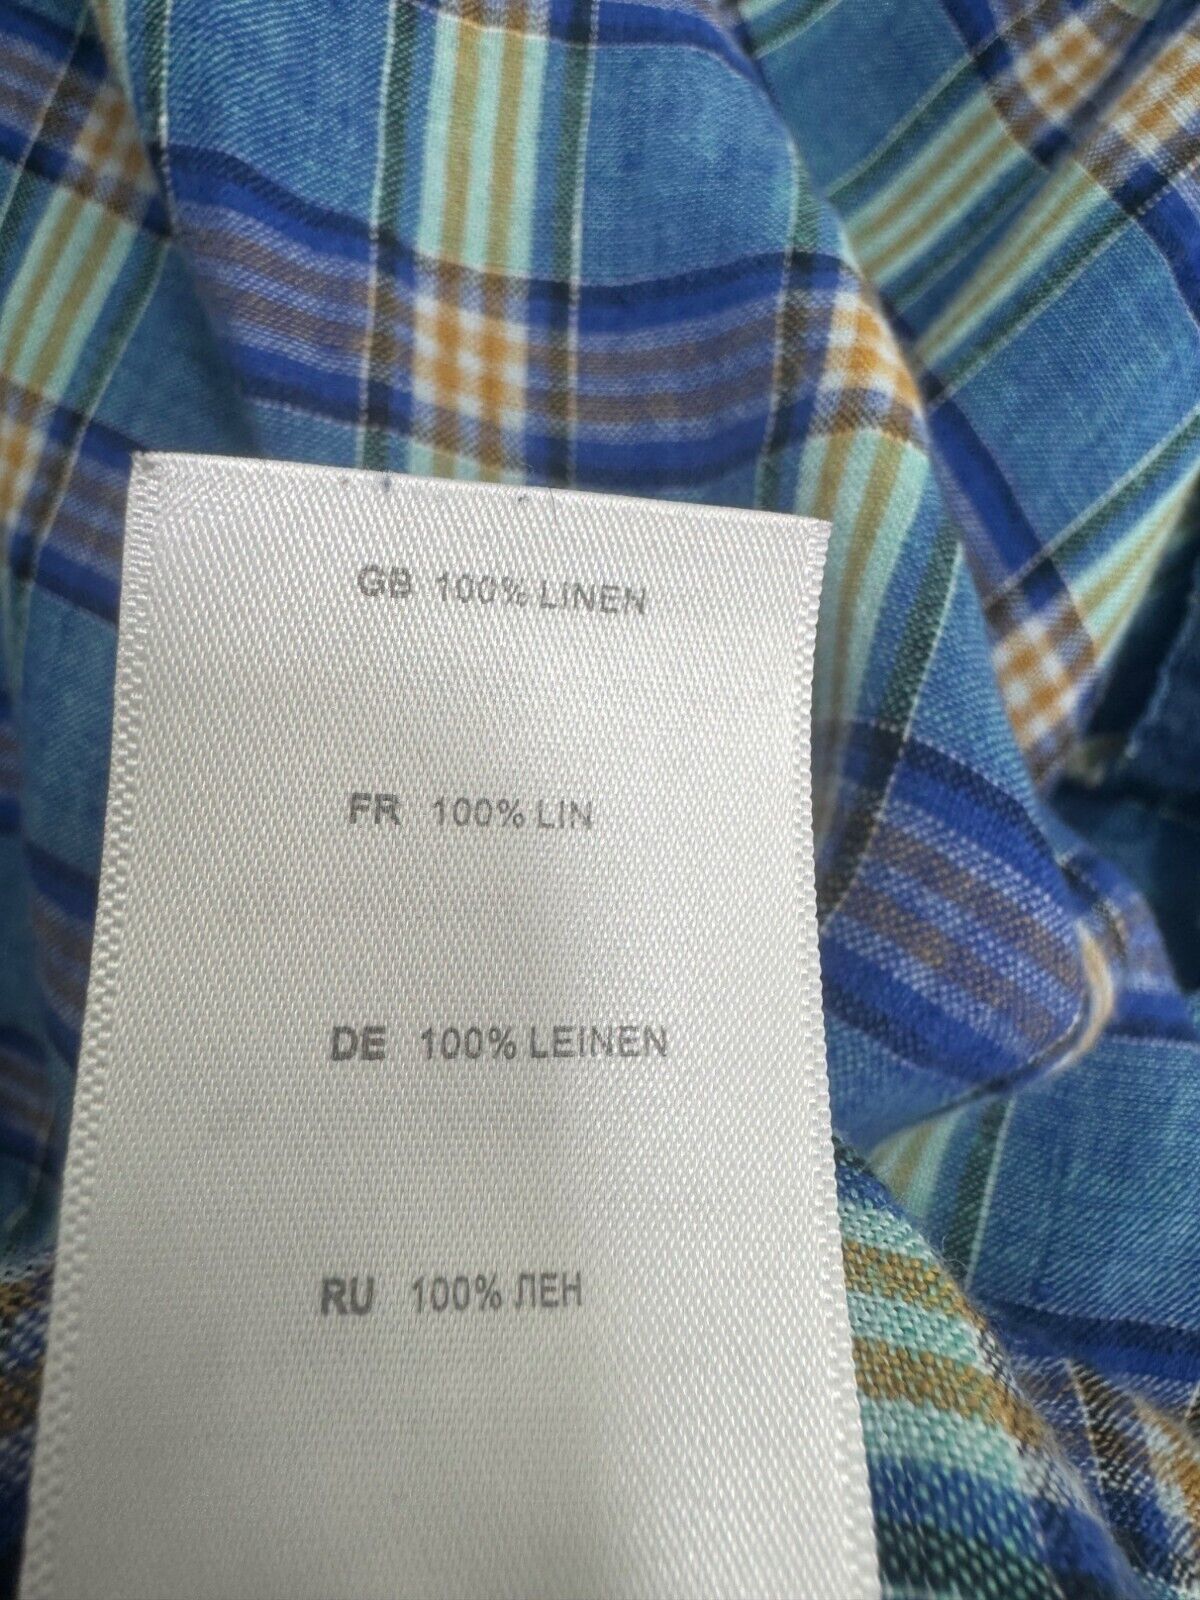 GB 100% LINEN
FR 100% LIN
DE 100% LEINEN
RU 100% ЛЕН